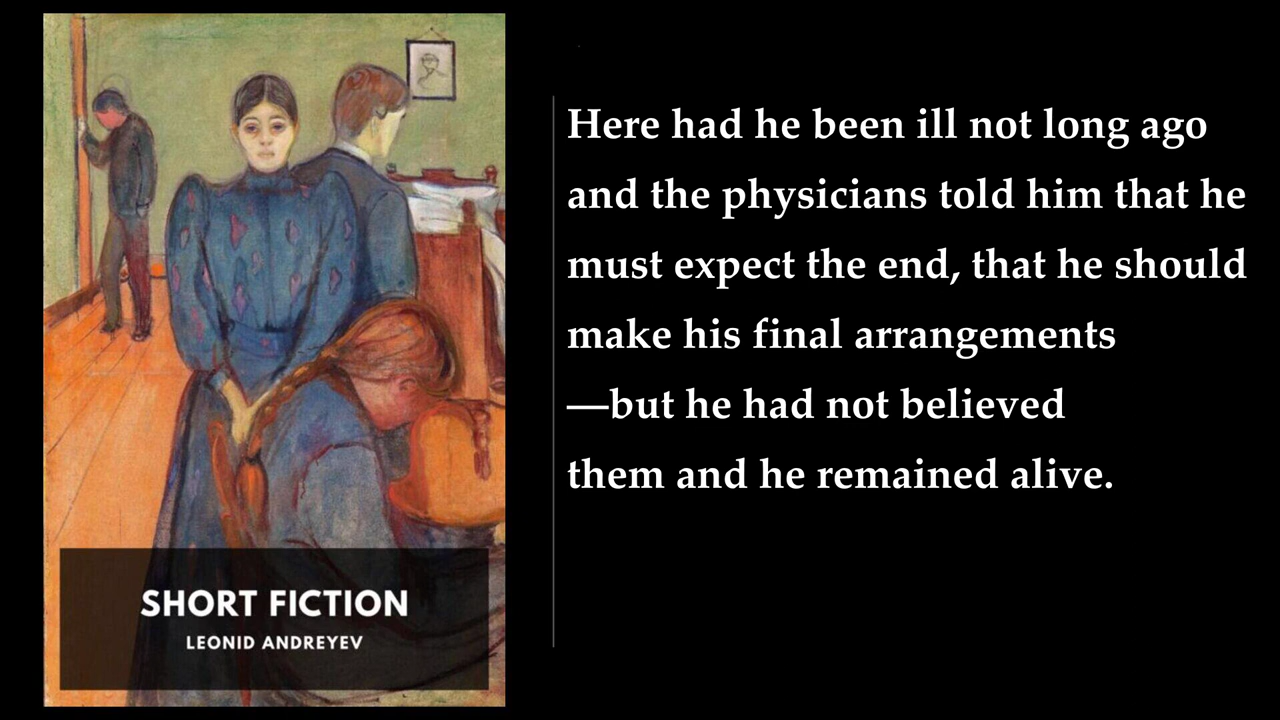 SHORT FICTION
LEONID ANDREYEV
Here had he been ill not long ago
and the physicians told him that he
must expect the end, that he should
make his final arrangements
—but he had not believed
them and he remained alive.